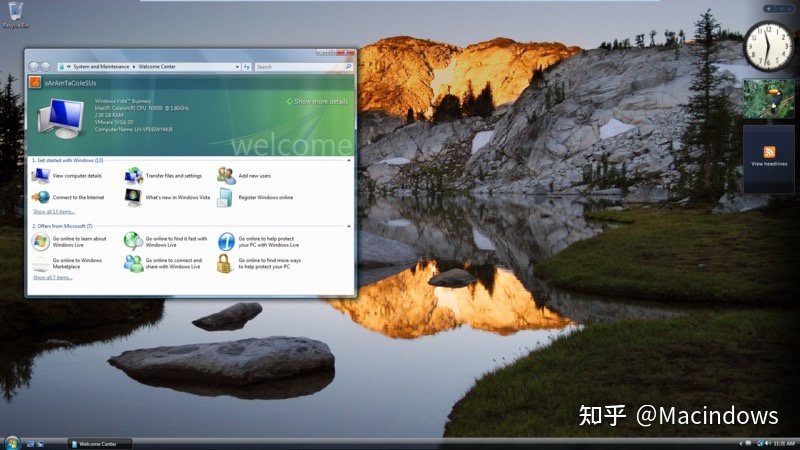 Recycle Bin
System and Maintenance
Welcome Center
Search
sArAmTaCoJeSUs
Windows Vista™ Business
Intel(R) Celeron(R) CPU N3050 @ 1.60GHz
2.00 GB RAM
VMware SVGA 3D
Show more details
welcome
1. Get started with Windows (13)
View computer details
Transfer files and settings
Add new users
Connect to the Internet
What's new in Windows Vista
Register Windows online
Show all 13 items...
2. Offers from Microsoft (7)
Go online to learn about
Windows Live
Go online to find it fast with
Windows Live
Go online to help protect
your PC with Windows Live
Go online to Windows
Marketplace
Go online to connect and
share with Windows Live
Go online to find more ways
to help protect your PC
Show all 7 items...
View headlines
知乎 @Macindows
Welcome Center
11:31 AM